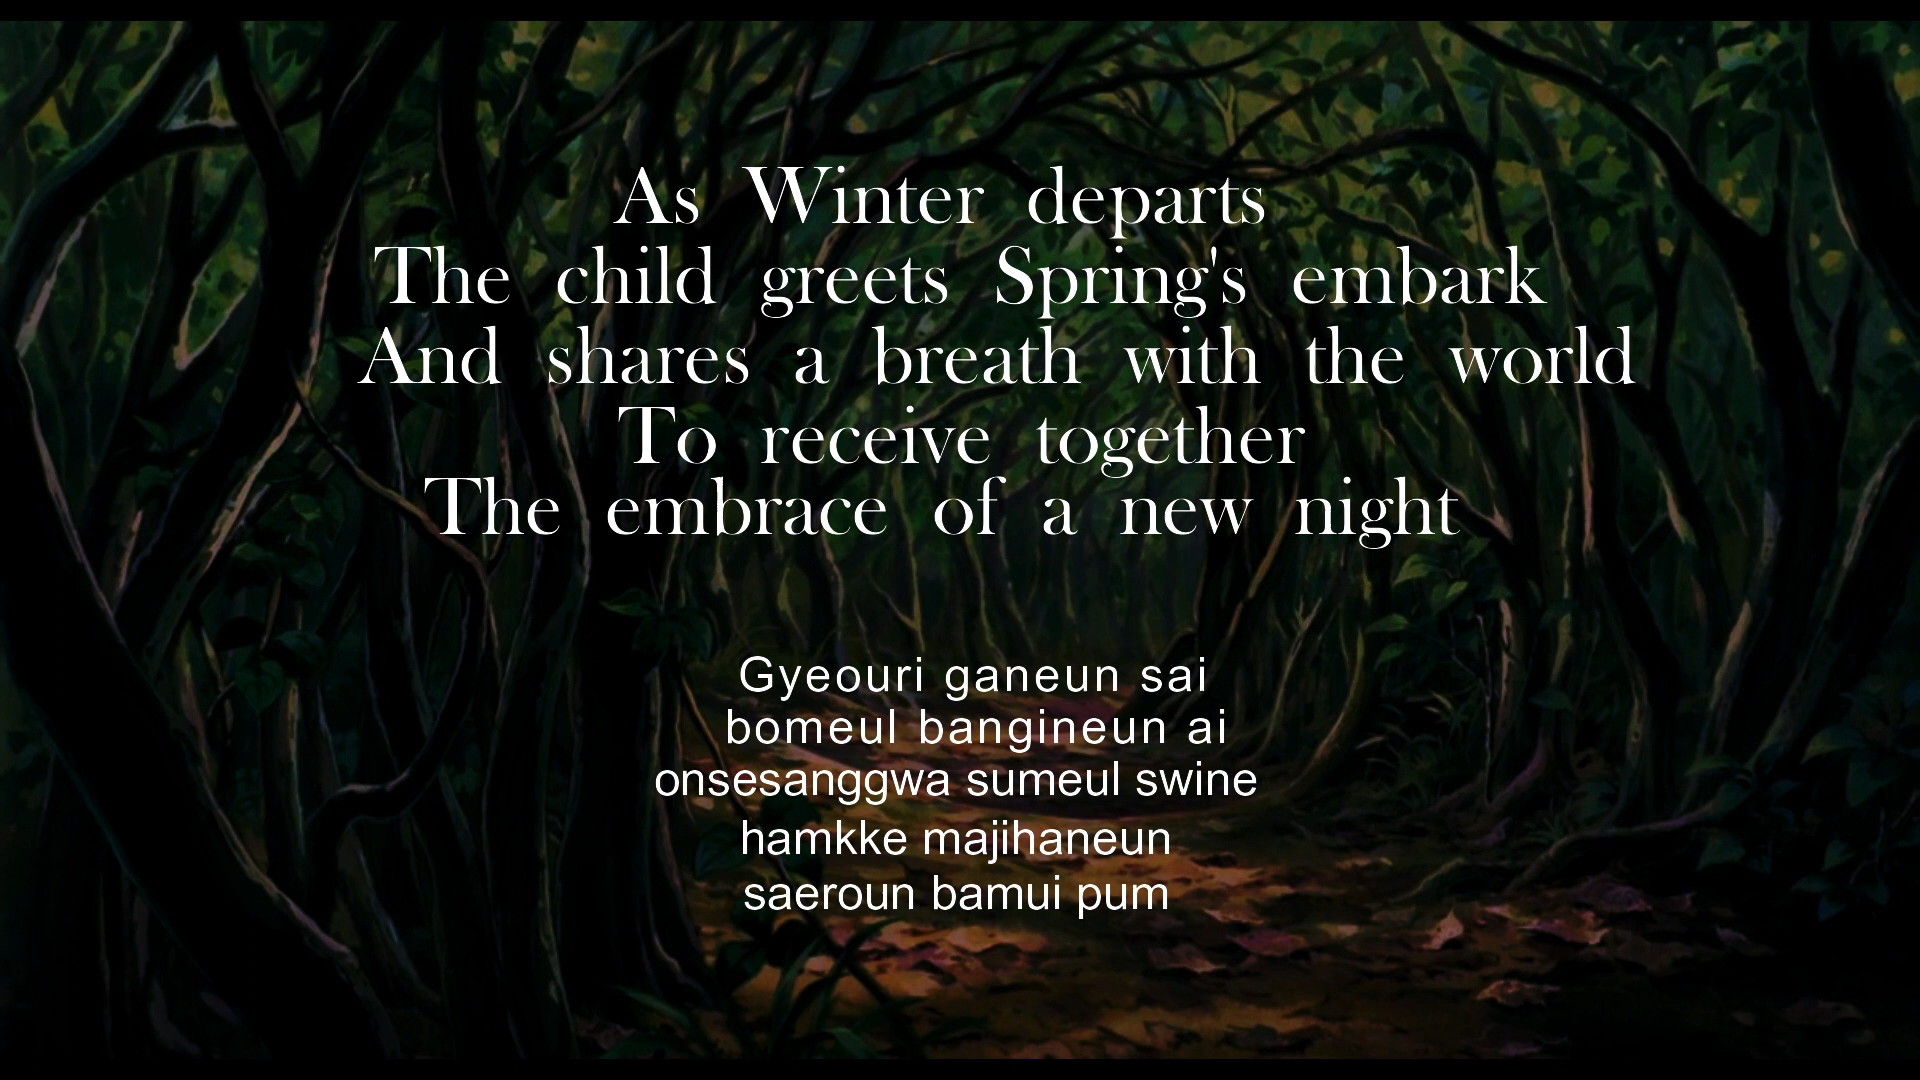 As Winter departs
The child greets Spring's embark
And shares a breath with the world
To receive together
The embrace of a new night
Gyeouri ganeun sai
bomeul bangineun ai
onsesanggwa sumeul swine
hamkke majihaneun
saeroun bamui pum